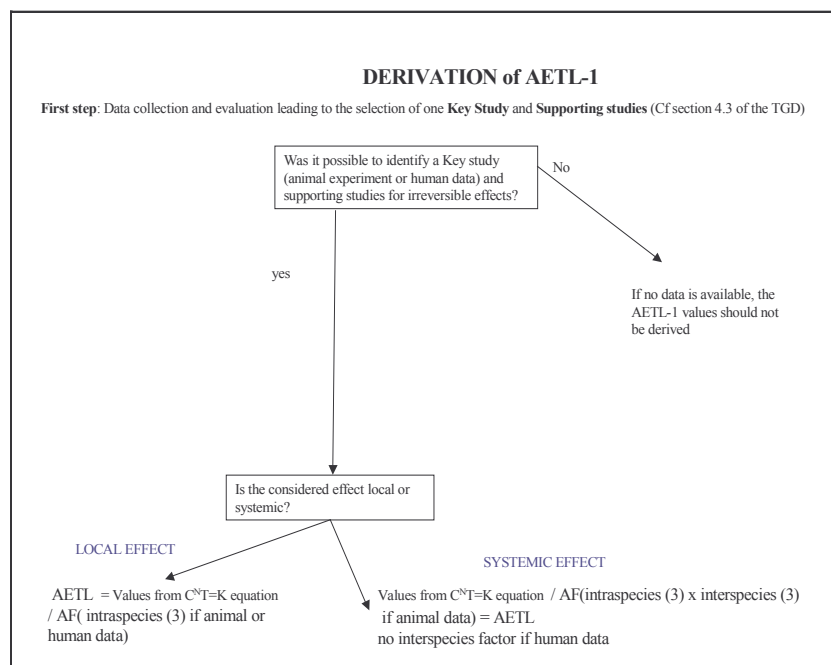 DERIVATION of AETL-1
First step: Data collection and evaluation leading to the selection of one Key Study and Supporting studies (Cf section 4.3 of the TGD)
Was it possible to identify a Key study
(animal experiment or human data) and
supporting studies for irreversible effects?
No
yes
If no data is available, the
AETL-1 values should not
be derived
Is the considered effect local or
systemic?
LOCAL EFFECT
AETL = Values from CᴺT=K equation
/ AF( intraspecies (3) if animal or
human data)
SYSTEMIC EFFECT
Values from CᴺT=K equation / AF(intraspecies (3) x interspecies (3)
if animal data) = AETL
no interspecies factor if human data